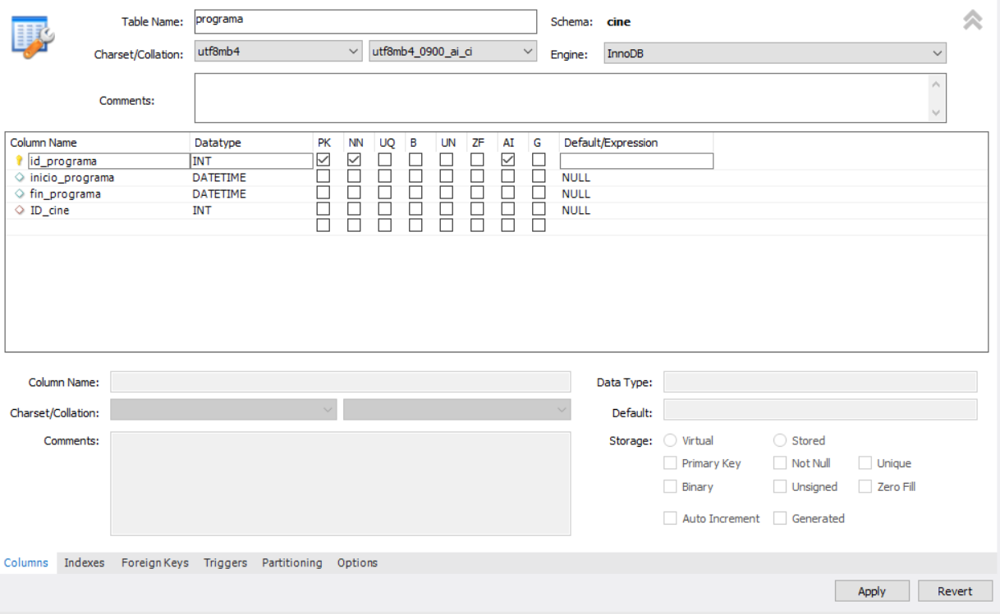 Table Name: programa Schema: cine
Charset/Collation: utf8mb4 utf8mb4_0900_ai_ci Engine: InnoDB
Comments:
Column Name Datatype PK NN UQ B UN ZF AI G Default/Expression
id_programa INT
inicio_programa DATETIME NULL
fin_programa DATETIME NULL
ID_cine INT NULL
Column Name: Data Type:
Charset/Collation: Default:
Comments: Storage: Virtual Stored
Primary Key Not Null Unique
Binary Unsigned Zero Fill
Auto Increment Generated
Columns Indexes Foreign Keys Triggers Partitioning Options
Apply Revert